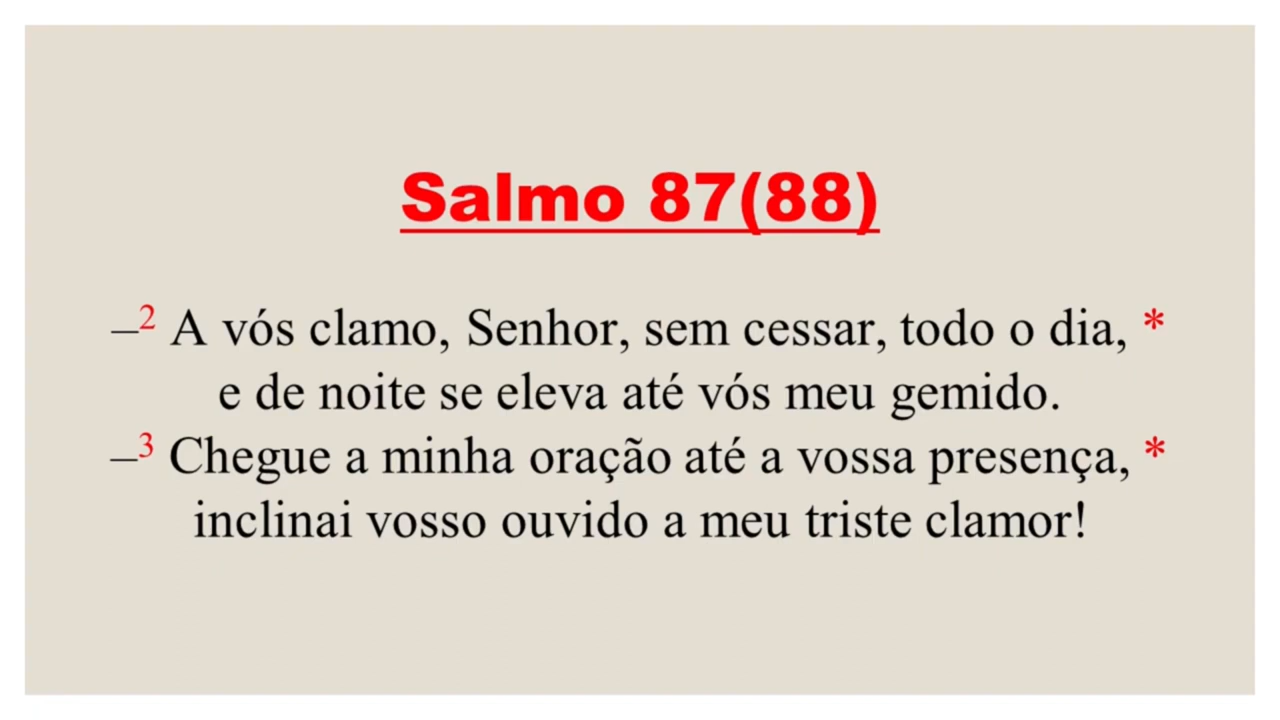 Salmo 87(88)
–² A vós clamo, Senhor, sem cessar, todo o dia, *
e de noite se eleva até vós meu gemido.
–³ Chegue a minha oração até a vossa presença, *
inclinai vosso ouvido a meu triste clamor!